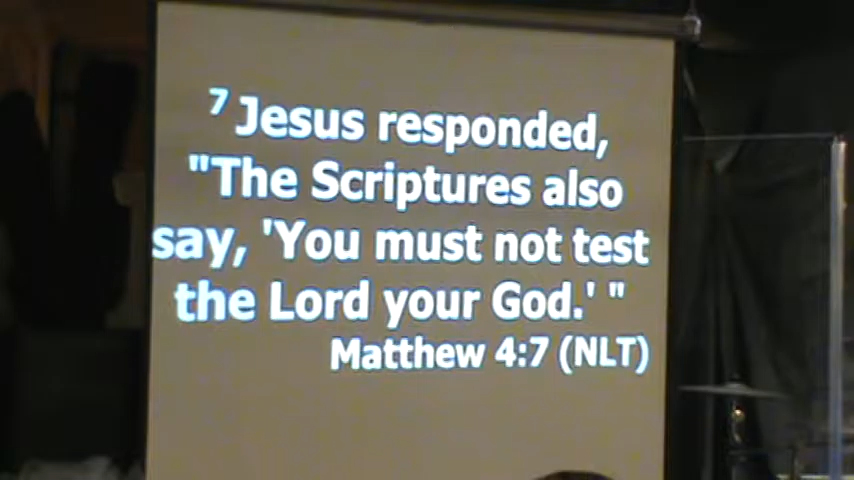 7 Jesus responded,
"The Scriptures also
say, 'You must not test
the Lord your God.' "
Matthew 4:7 (NLT)